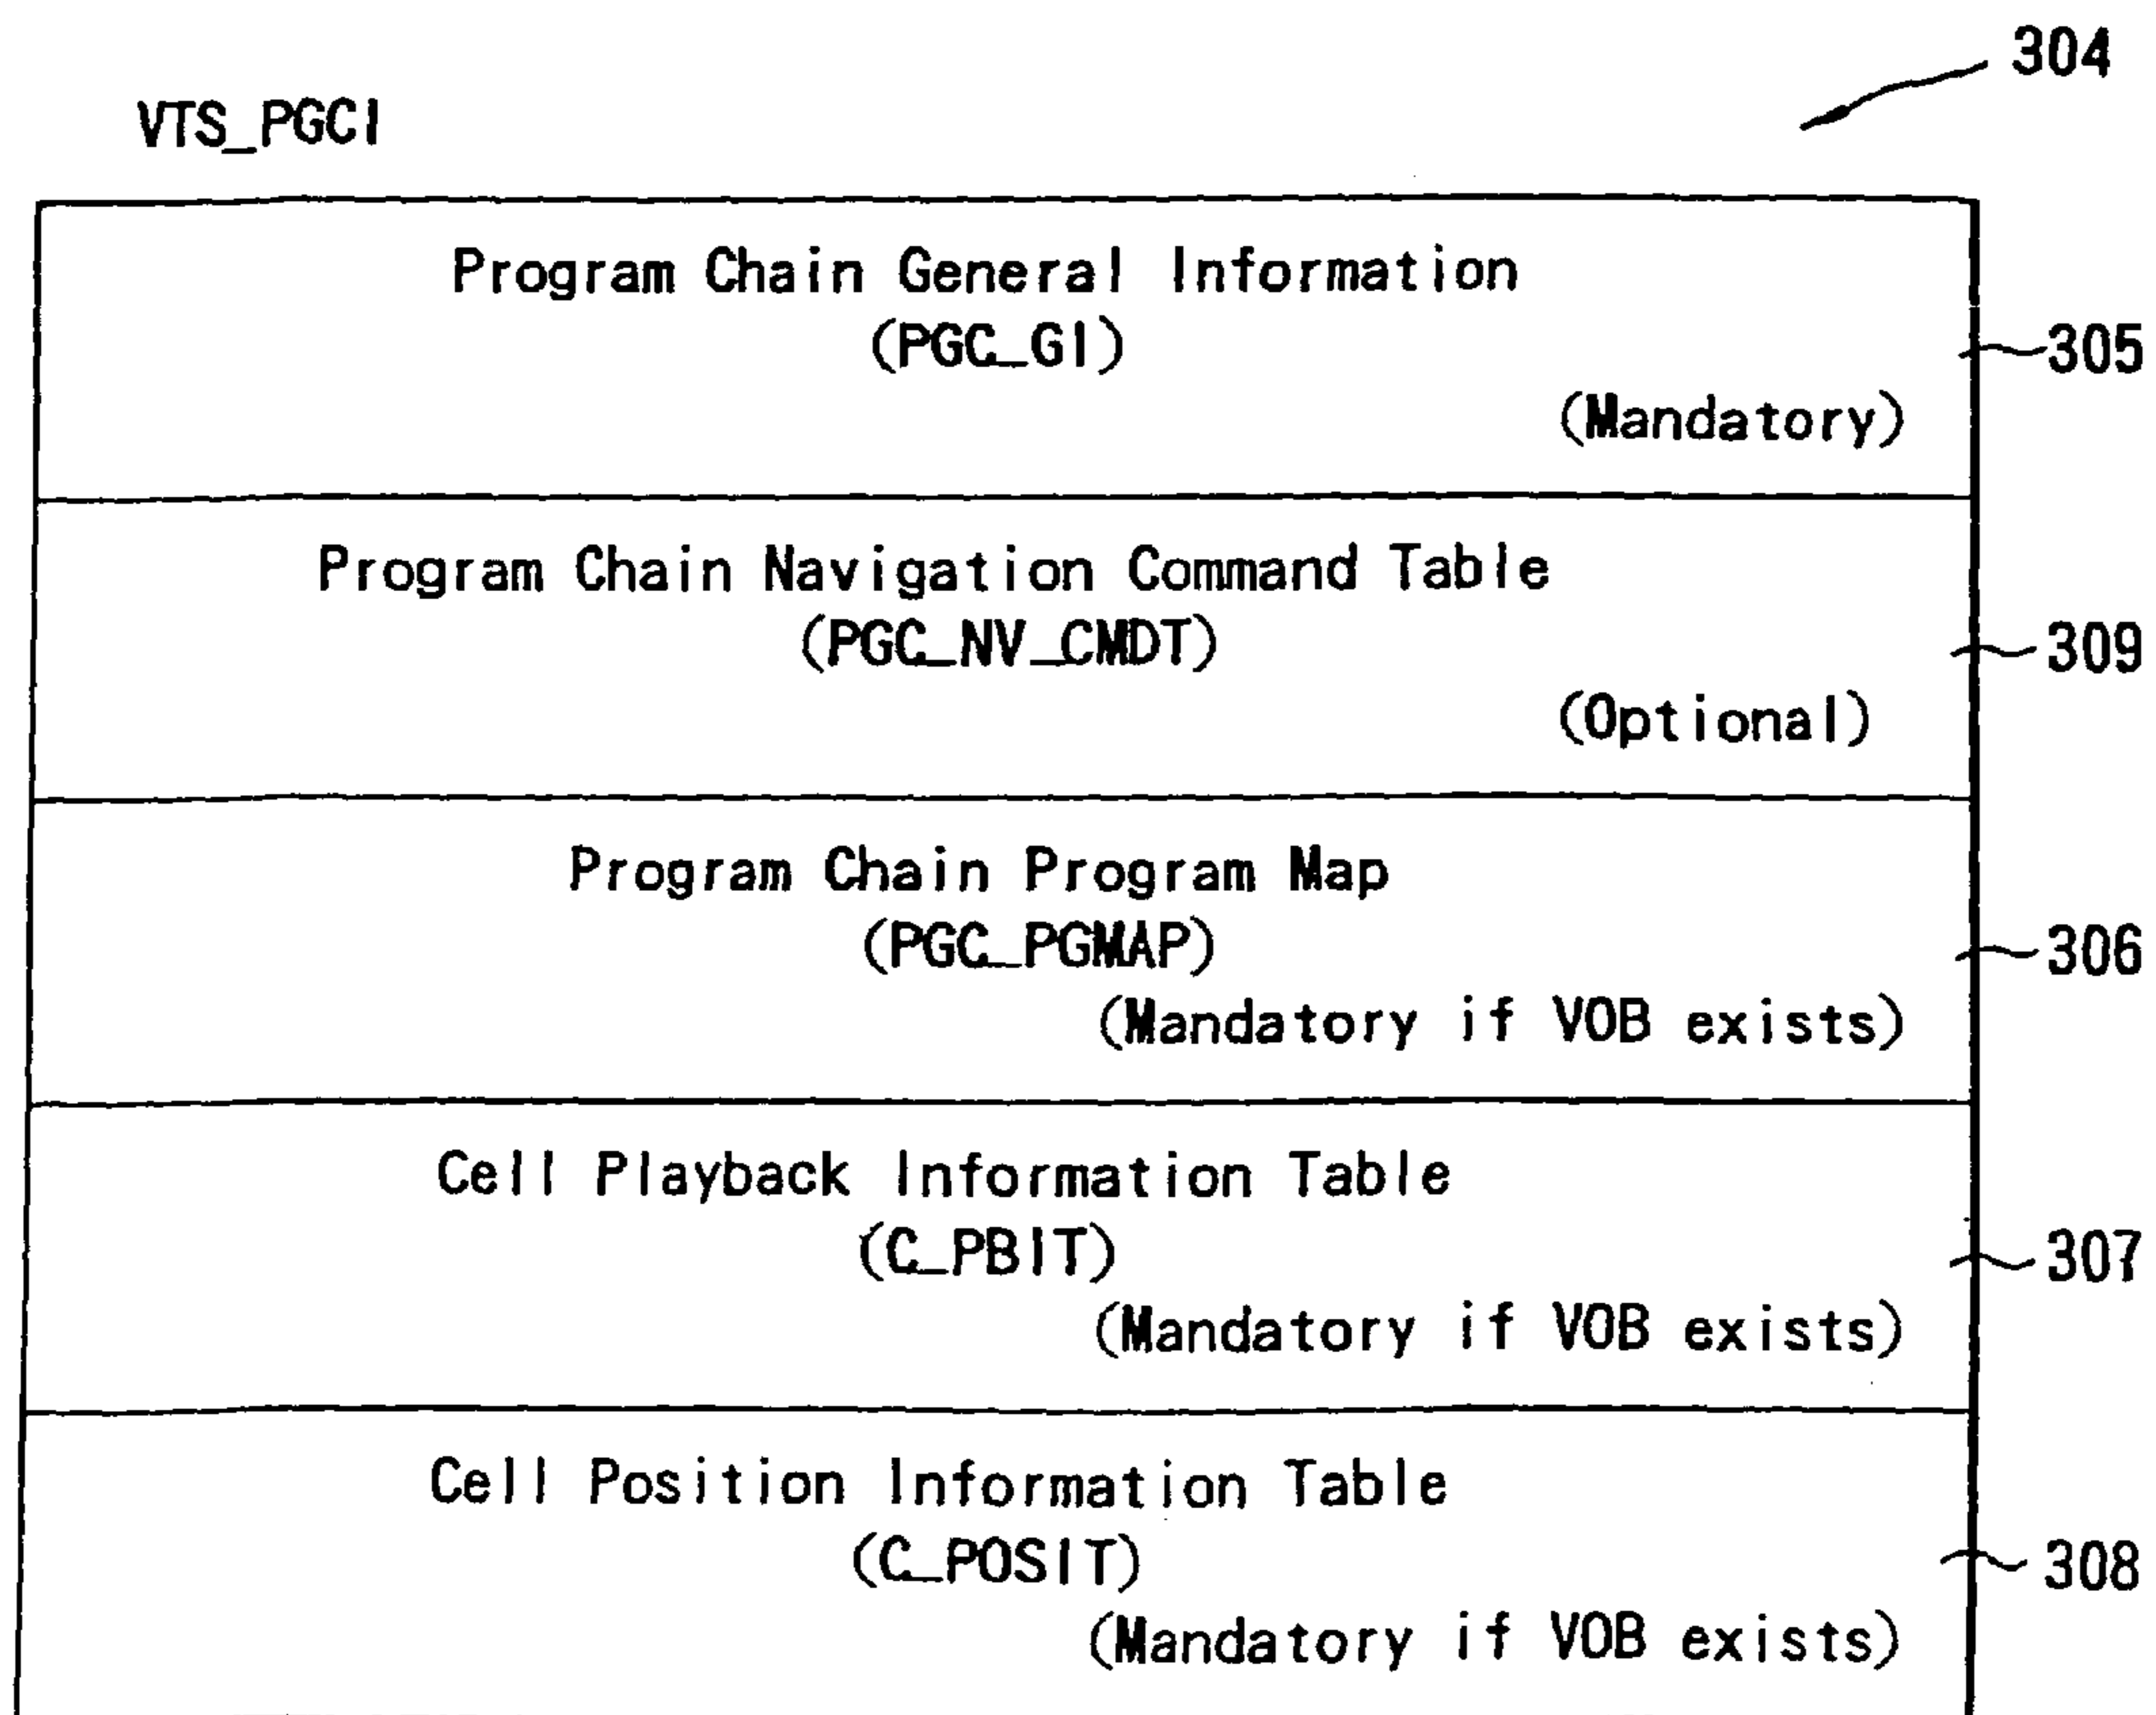 304
VTS_PGCI
Program Chain General Information
(PGC_GI)
305
(Mandatory)
Program Chain Navigation Command Table
(PGC_NV_CMDT)
309
(Optional)
Program Chain Program Map
(PGC_PGMAP)
306
(Mandatory if VOB exists)
Cell Playback Information Table
(C_PBIT)
307
(Mandatory if VOB exists)
Cell Position Information Table
(C_POSIT)
308
(Mandatory if VOB exists)